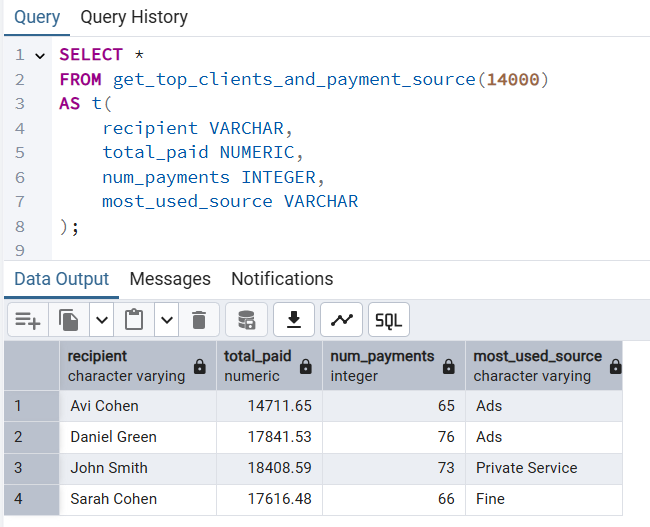 Query Query History
1 SELECT *
2 FROM get_top_clients_and_payment_source(14000)
3 AS t(
4 recipient VARCHAR,
5 total_paid NUMERIC,
6 num_payments INTEGER,
7 most_used_source VARCHAR
8 );
9
Data Output Messages Notifications
SQL
recipient total_paid num_payments most_used_source
character varying numeric integer character varying
1 Avi Cohen 14711.65 65 Ads
2 Daniel Green 17841.53 76 Ads
3 John Smith 18408.59 73 Private Service
4 Sarah Cohen 17616.48 66 Fine